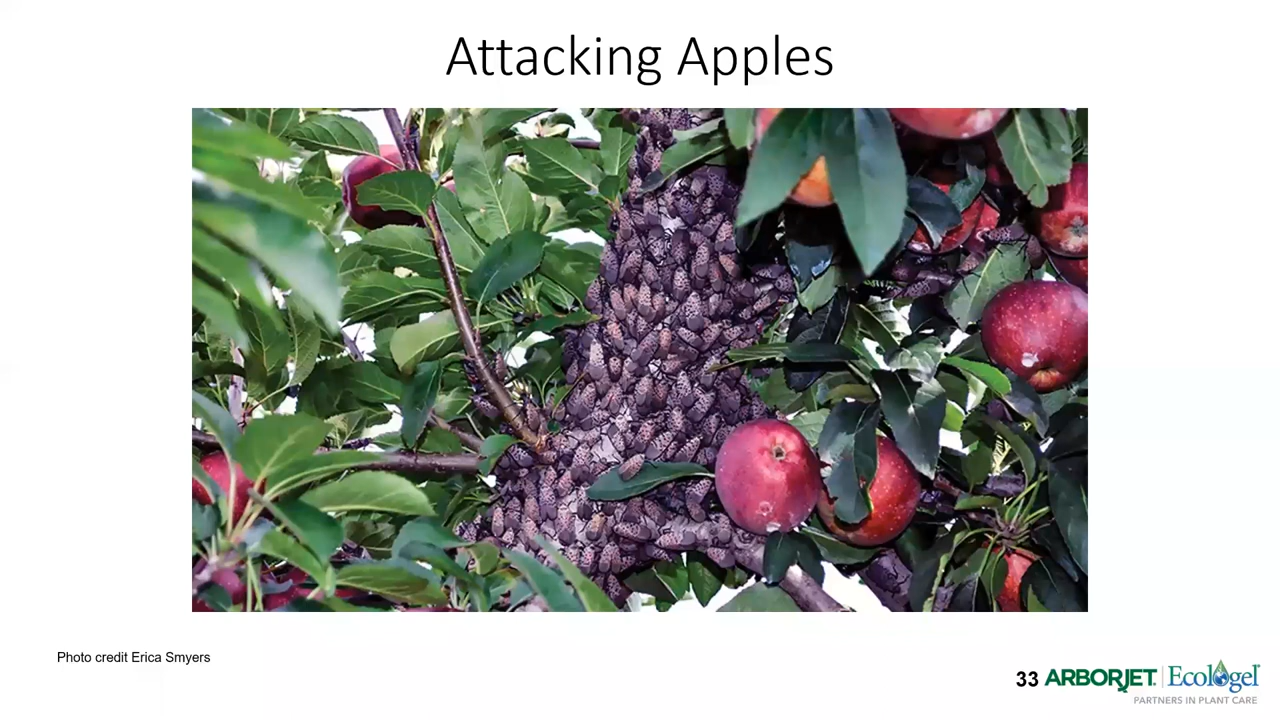 Attacking Apples
Photo credit Erica Smyers
33
ARBORJET
Ecologel
PARTNERS IN PLANT CARE